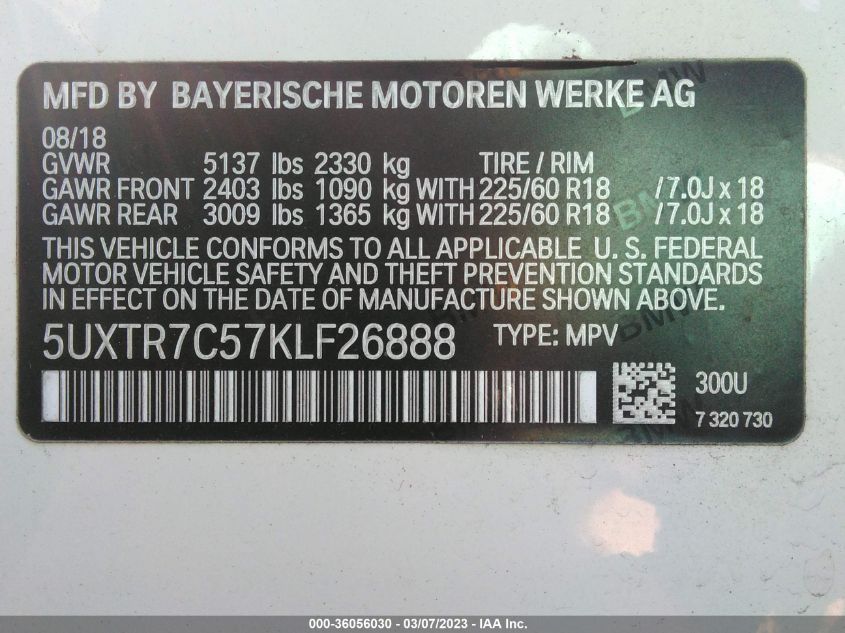 MFD BY BAYERISCHE MOTOREN WERKE AG
08/18
GVWR 5137 lbs 2330 kg TIRE / RIM
GAWR FRONT 2403 lbs 1090 kg WITH 225/60 R18 / 7.0J x 18
GAWR REAR 3009 lbs 1365 kg WITH 225/60 R18 / 7.0J x 18
THIS VEHICLE CONFORMS TO ALL APPLICABLE U. S. FEDERAL
MOTOR VEHICLE SAFETY AND THEFT PREVENTION STANDARDS
IN EFFECT ON THE DATE OF MANUFACTURE SHOWN ABOVE.
5UXTR7C57KLF26888 TYPE: MPV
300U
7 320 730
000-36056030 — 03/07/2023 — IAA Inc.